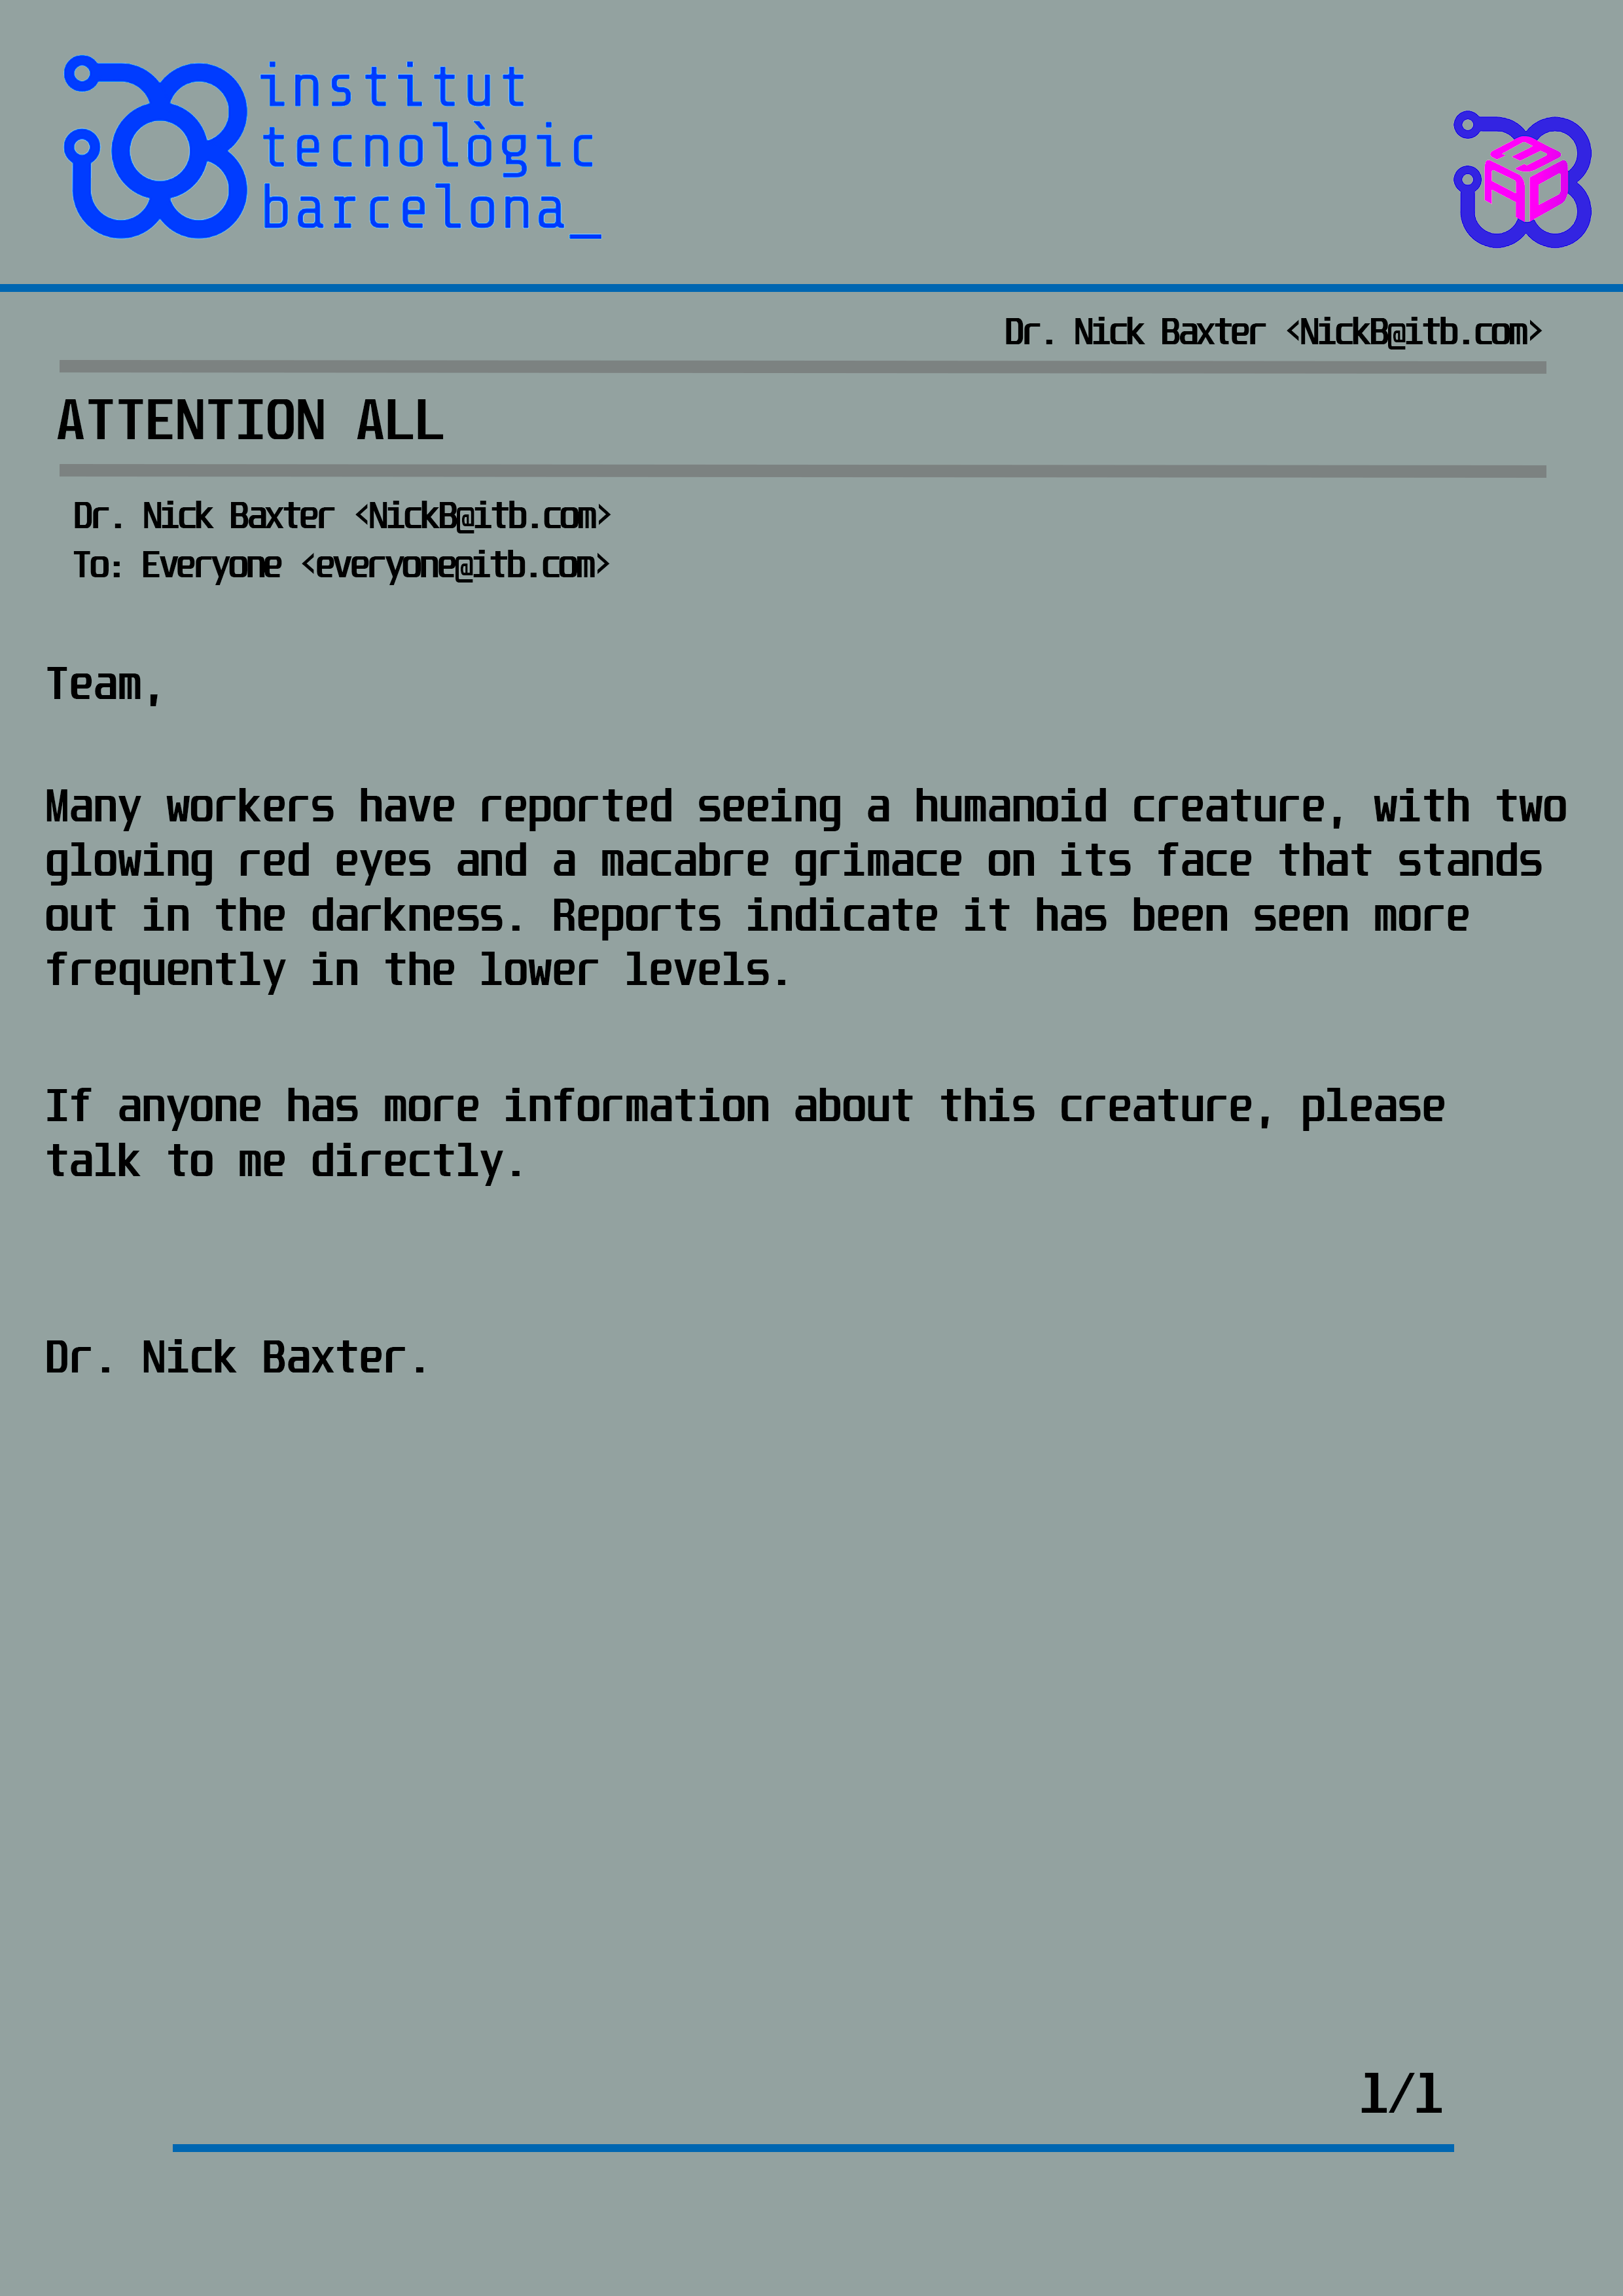 institut
tecnològic
barcelona_
Dr. Nick Baxter <NickB@itb.com>
ATTENTION ALL
Dr. Nick Baxter <NickB@itb.com>
To: Everyone <everyone@itb.com>
Team,
Many workers have reported seeing a humanoid creature, with two
glowing red eyes and a macabre grimace on its face that stands
out in the darkness. Reports indicate it has been seen more
frequently in the lower levels.
If anyone has more information about this creature, please
talk to me directly.
Dr. Nick Baxter.
1/1